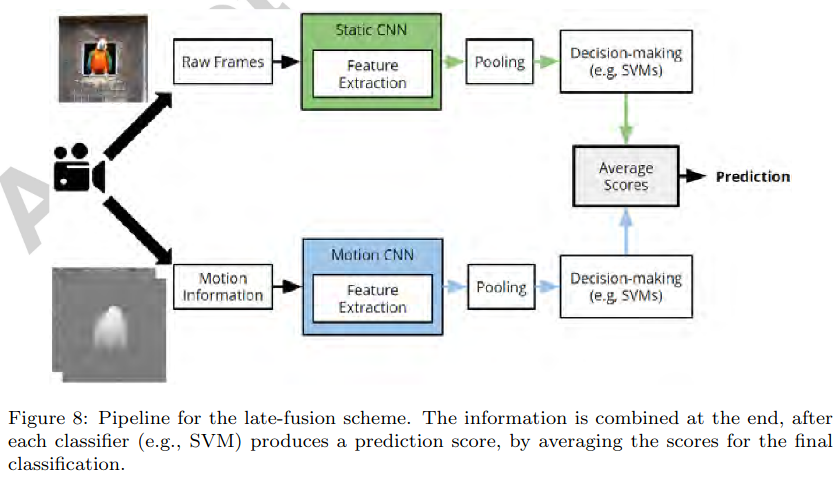 Static CNN
Raw Frames
Feature
Extraction
Pooling
Decision-making
(e.g, SVMs)
Average
Scores
Prediction
Motion
Information
Motion CNN
Feature
Extraction
Pooling
Decision-making
(e.g, SVMs)
Figure 8: Pipeline for the late-fusion scheme. The information is combined at the end, after
each classifier (e.g., SVM) produces a prediction score, by averaging the scores for the final
classification.